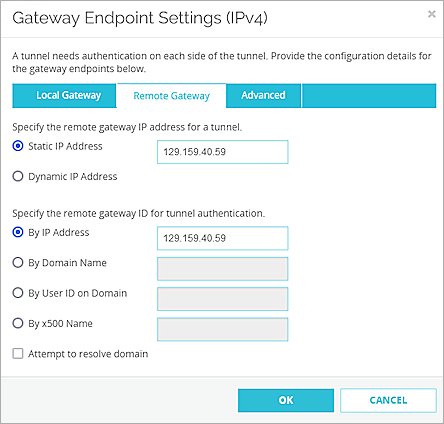 Gateway Endpoint Settings (IPv4)
×
A tunnel needs authentication on each side of the tunnel. Provide the configuration details for
the gateway endpoints below.
Local Gateway Remote Gateway Advanced
Specify the remote gateway IP address for a tunnel.
Static IP Address 129.159.40.59
Dynamic IP Address
Specify the remote gateway ID for tunnel authentication.
By IP Address 129.159.40.59
By Domain Name
By User ID on Domain
By x500 Name
Attempt to resolve domain
OK CANCEL